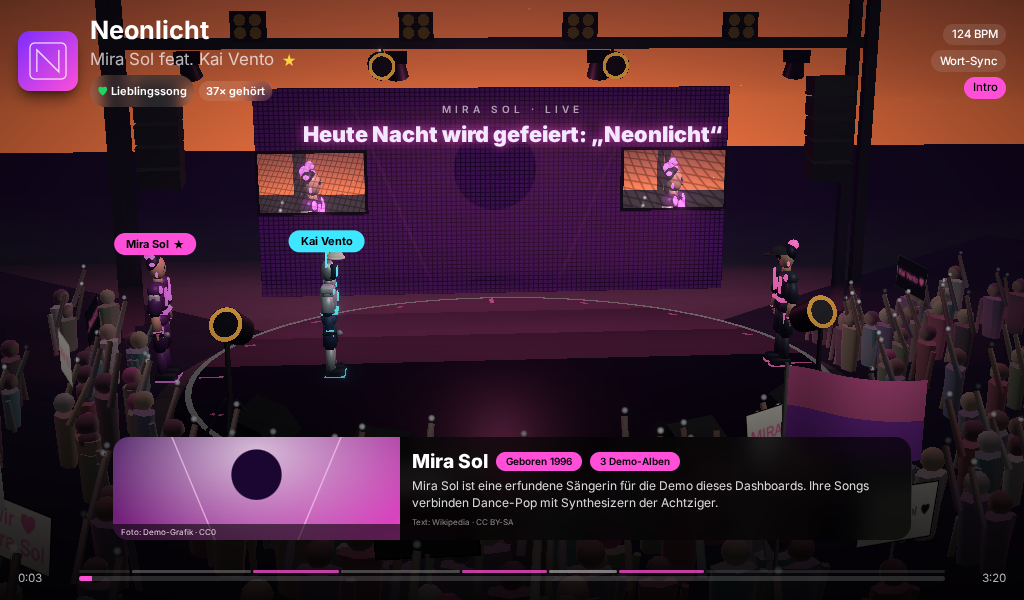 N
Neonlicht
Mira Sol feat. Kai Vento ★
Lieblingssong
37× gehört
124 BPM
Wort-Sync
Intro
MIRA SOL · LIVE
Heute Nacht wird gefeiert: „Neonlicht“
Mira Sol ★
Kai Vento
MIRA
Mira Sol
Geboren 1996
3 Demo-Alben
Mira Sol ist eine erfundene Sängerin für die Demo dieses Dashboards. Ihre Songs
verbinden Dance-Pop mit Synthesizern der Achtziger.
Text: Wikipedia · CC BY-SA
Foto: Demo-Grafik · CC0
0:03
3:20